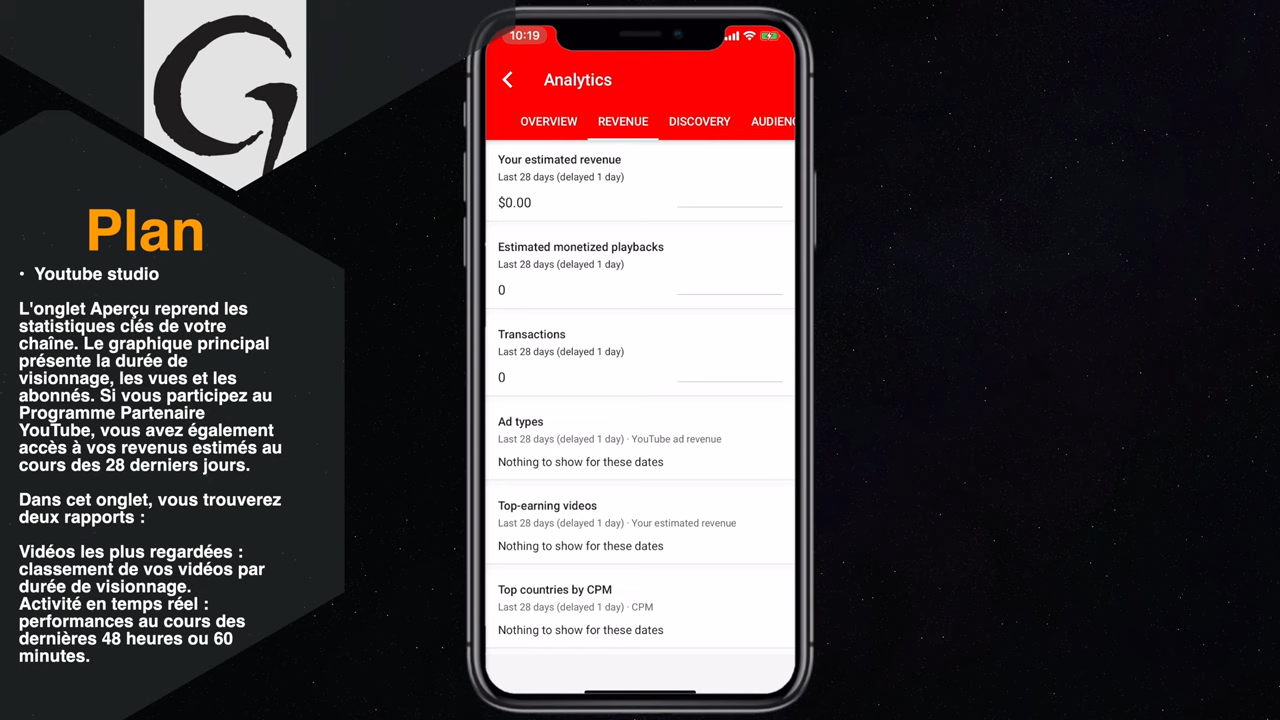 Plan
• Youtube studio
L'onglet Aperçu reprend les
statistiques clés de votre
chaîne. Le graphique principal
présente la durée de
visionnage, les vues et les
abonnés. Si vous participez au
Programme Partenaire
YouTube, vous avez également
accès à vos revenus estimés au
cours des 28 derniers jours.
Dans cet onglet, vous trouverez
deux rapports :
Vidéos les plus regardées :
classement de vos vidéos par
durée de visionnage.
Activité en temps réel :
performances au cours des
dernières 48 heures ou 60
minutes.
10:19
Analytics
OVERVIEW REVENUE DISCOVERY AUDIENC
Your estimated revenue
Last 28 days (delayed 1 day)
$0.00
Estimated monetized playbacks
Last 28 days (delayed 1 day)
0
Transactions
Last 28 days (delayed 1 day)
0
Ad types
Last 28 days (delayed 1 day) · YouTube ad revenue
Nothing to show for these dates
Top-earning videos
Last 28 days (delayed 1 day) · Your estimated revenue
Nothing to show for these dates
Top countries by CPM
Last 28 days (delayed 1 day) · CPM
Nothing to show for these dates